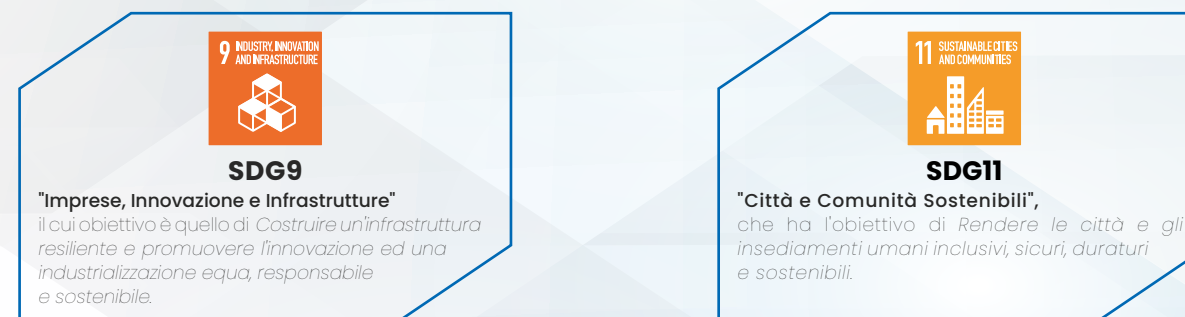 9 INDUSTRY, INNOVATION
AND INFRASTRUCTURE
SDG9
"Imprese, Innovazione e Infrastrutture"
il cui obiettivo è quello di Costruire un'infrastruttura
resiliente e promuovere l'innovazione ed una
industrializzazione equa, responsabile
e sostenibile.
11 SUSTAINABLE CITIES
AND COMMUNITIES
SDG11
"Città e Comunità Sostenibili",
che ha l'obiettivo di Rendere le città e gli
insediamenti umani inclusivi, sicuri, duraturi
e sostenibili.